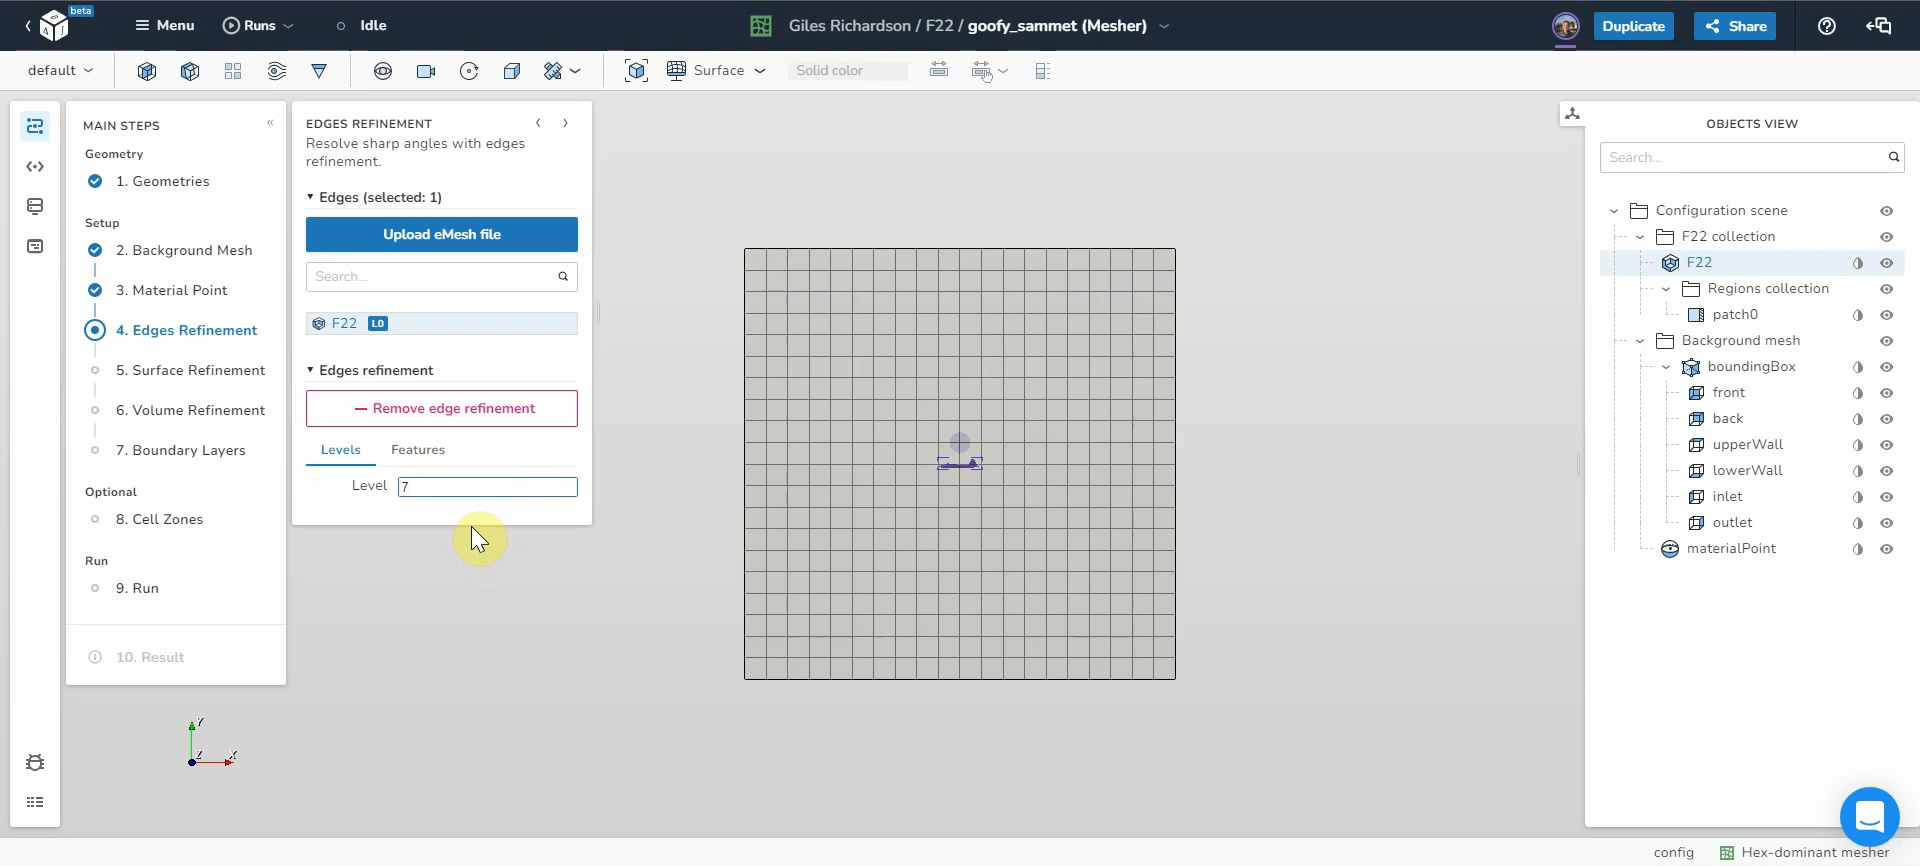 beta
Menu
Runs
Idle
Giles Richardson / F22 / goofy_sammet (Mesher)
Duplicate
Share
default
Surface
Solid color
MAIN STEPS
Geometry
1. Geometries
Setup
2. Background Mesh
3. Material Point
4. Edges Refinement
5. Surface Refinement
6. Volume Refinement
7. Boundary Layers
Optional
8. Cell Zones
Run
9. Run
10. Result
EDGES REFINEMENT
Resolve sharp angles with edges
refinement.
Edges (selected: 1)
Upload eMesh file
Search...
F22 L0
Edges refinement
Remove edge refinement
Levels Features
Level 7
Y
Z X
OBJECTS VIEW
Search...
Configuration scene
F22 collection
F22
Regions collection
patch0
Background mesh
boundingBox
front
back
upperWall
lowerWall
inlet
outlet
materialPoint
config
Hex-dominant mesher